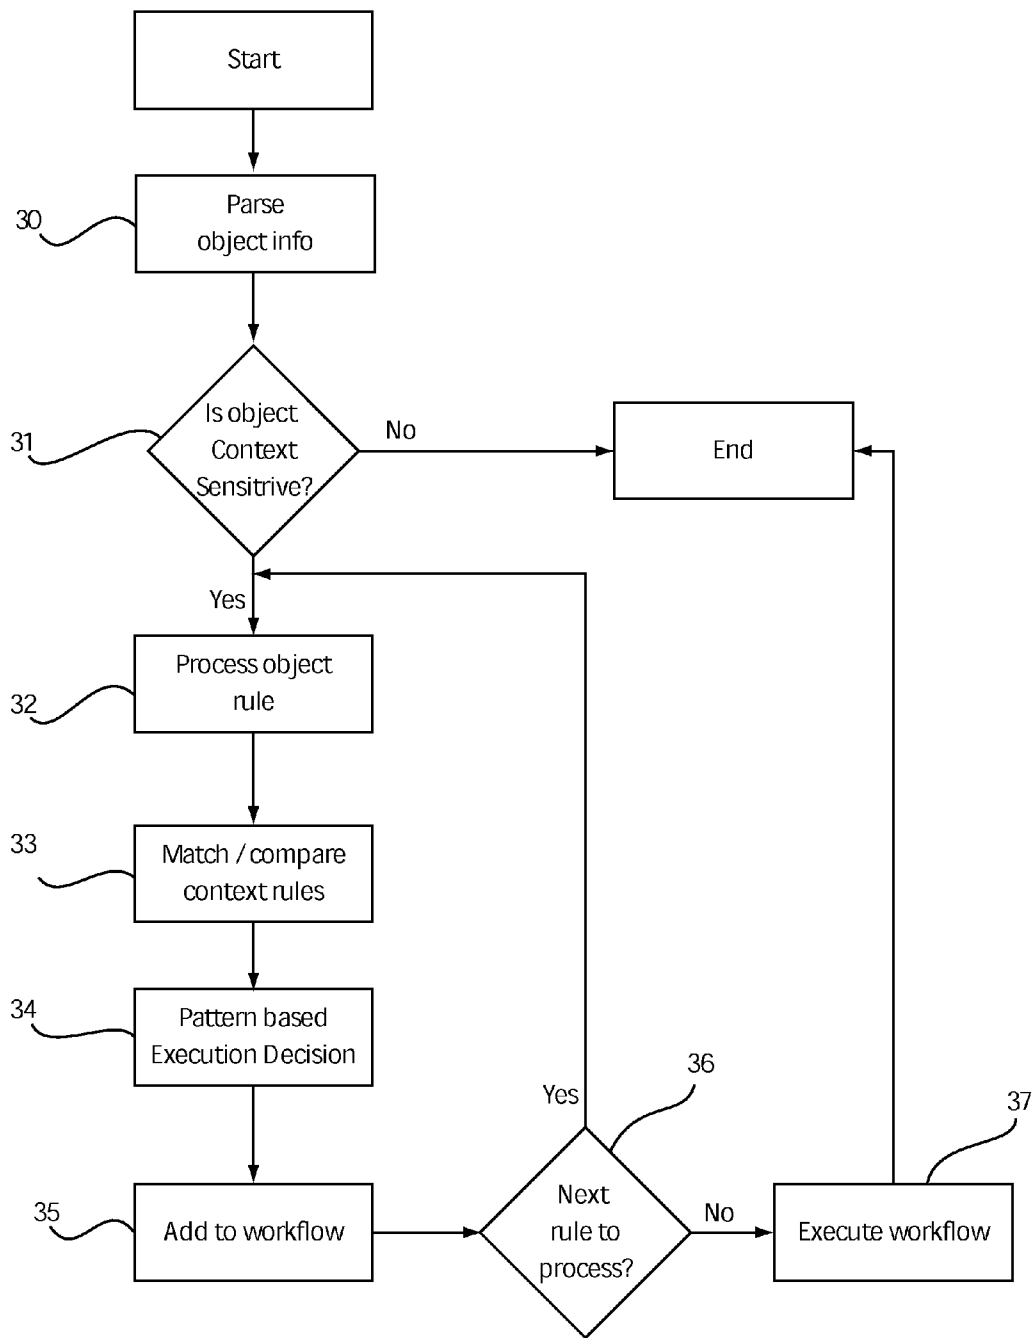 Start
30
Parse
object info
31
Is object
Context
Sensitrive?
No
End
Yes
32
Process object
rule
33
Match / compare
context rules
34
Pattern based
Execution Decision
35
Add to workflow
36
Yes
Next
rule to
process?
No
37
Execute workflow